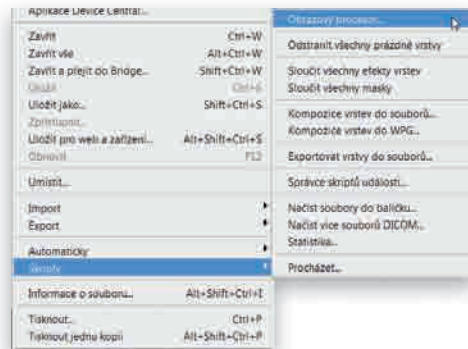 Aplikace Device Central...
Zavřít Ctrl+W
Zavřít vše Alt+Ctrl+W
Zavřít a přejít do Bridge... Shift+Ctrl+W
Uložit Ctrl+S
Uložit jako... Shift+Ctrl+S
Zpřístupnit...
Uložit pro web a zařízení... Alt+Shift+Ctrl+S
Obnovit F12
Umístit...
Import
Export
Automaticky
Skripty
Informace o souboru... Alt+Shift+Ctrl+I
Tisknout... Ctrl+P
Tisknout jednu kopii Alt+Shift+Ctrl+P
Obrazový procesor...
Odstranit všechny prázdné vrstvy
Sloučit všechny efekty vrstev
Sloučit všechny masky
Kompozice vrstev do souborů...
Kompozice vrstev do WPG...
Exportovat vrstvy do souborů...
Správce skriptů událostí...
Načíst soubory do balíčku...
Načíst více souborů DICOM...
Statistika...
Procházet...